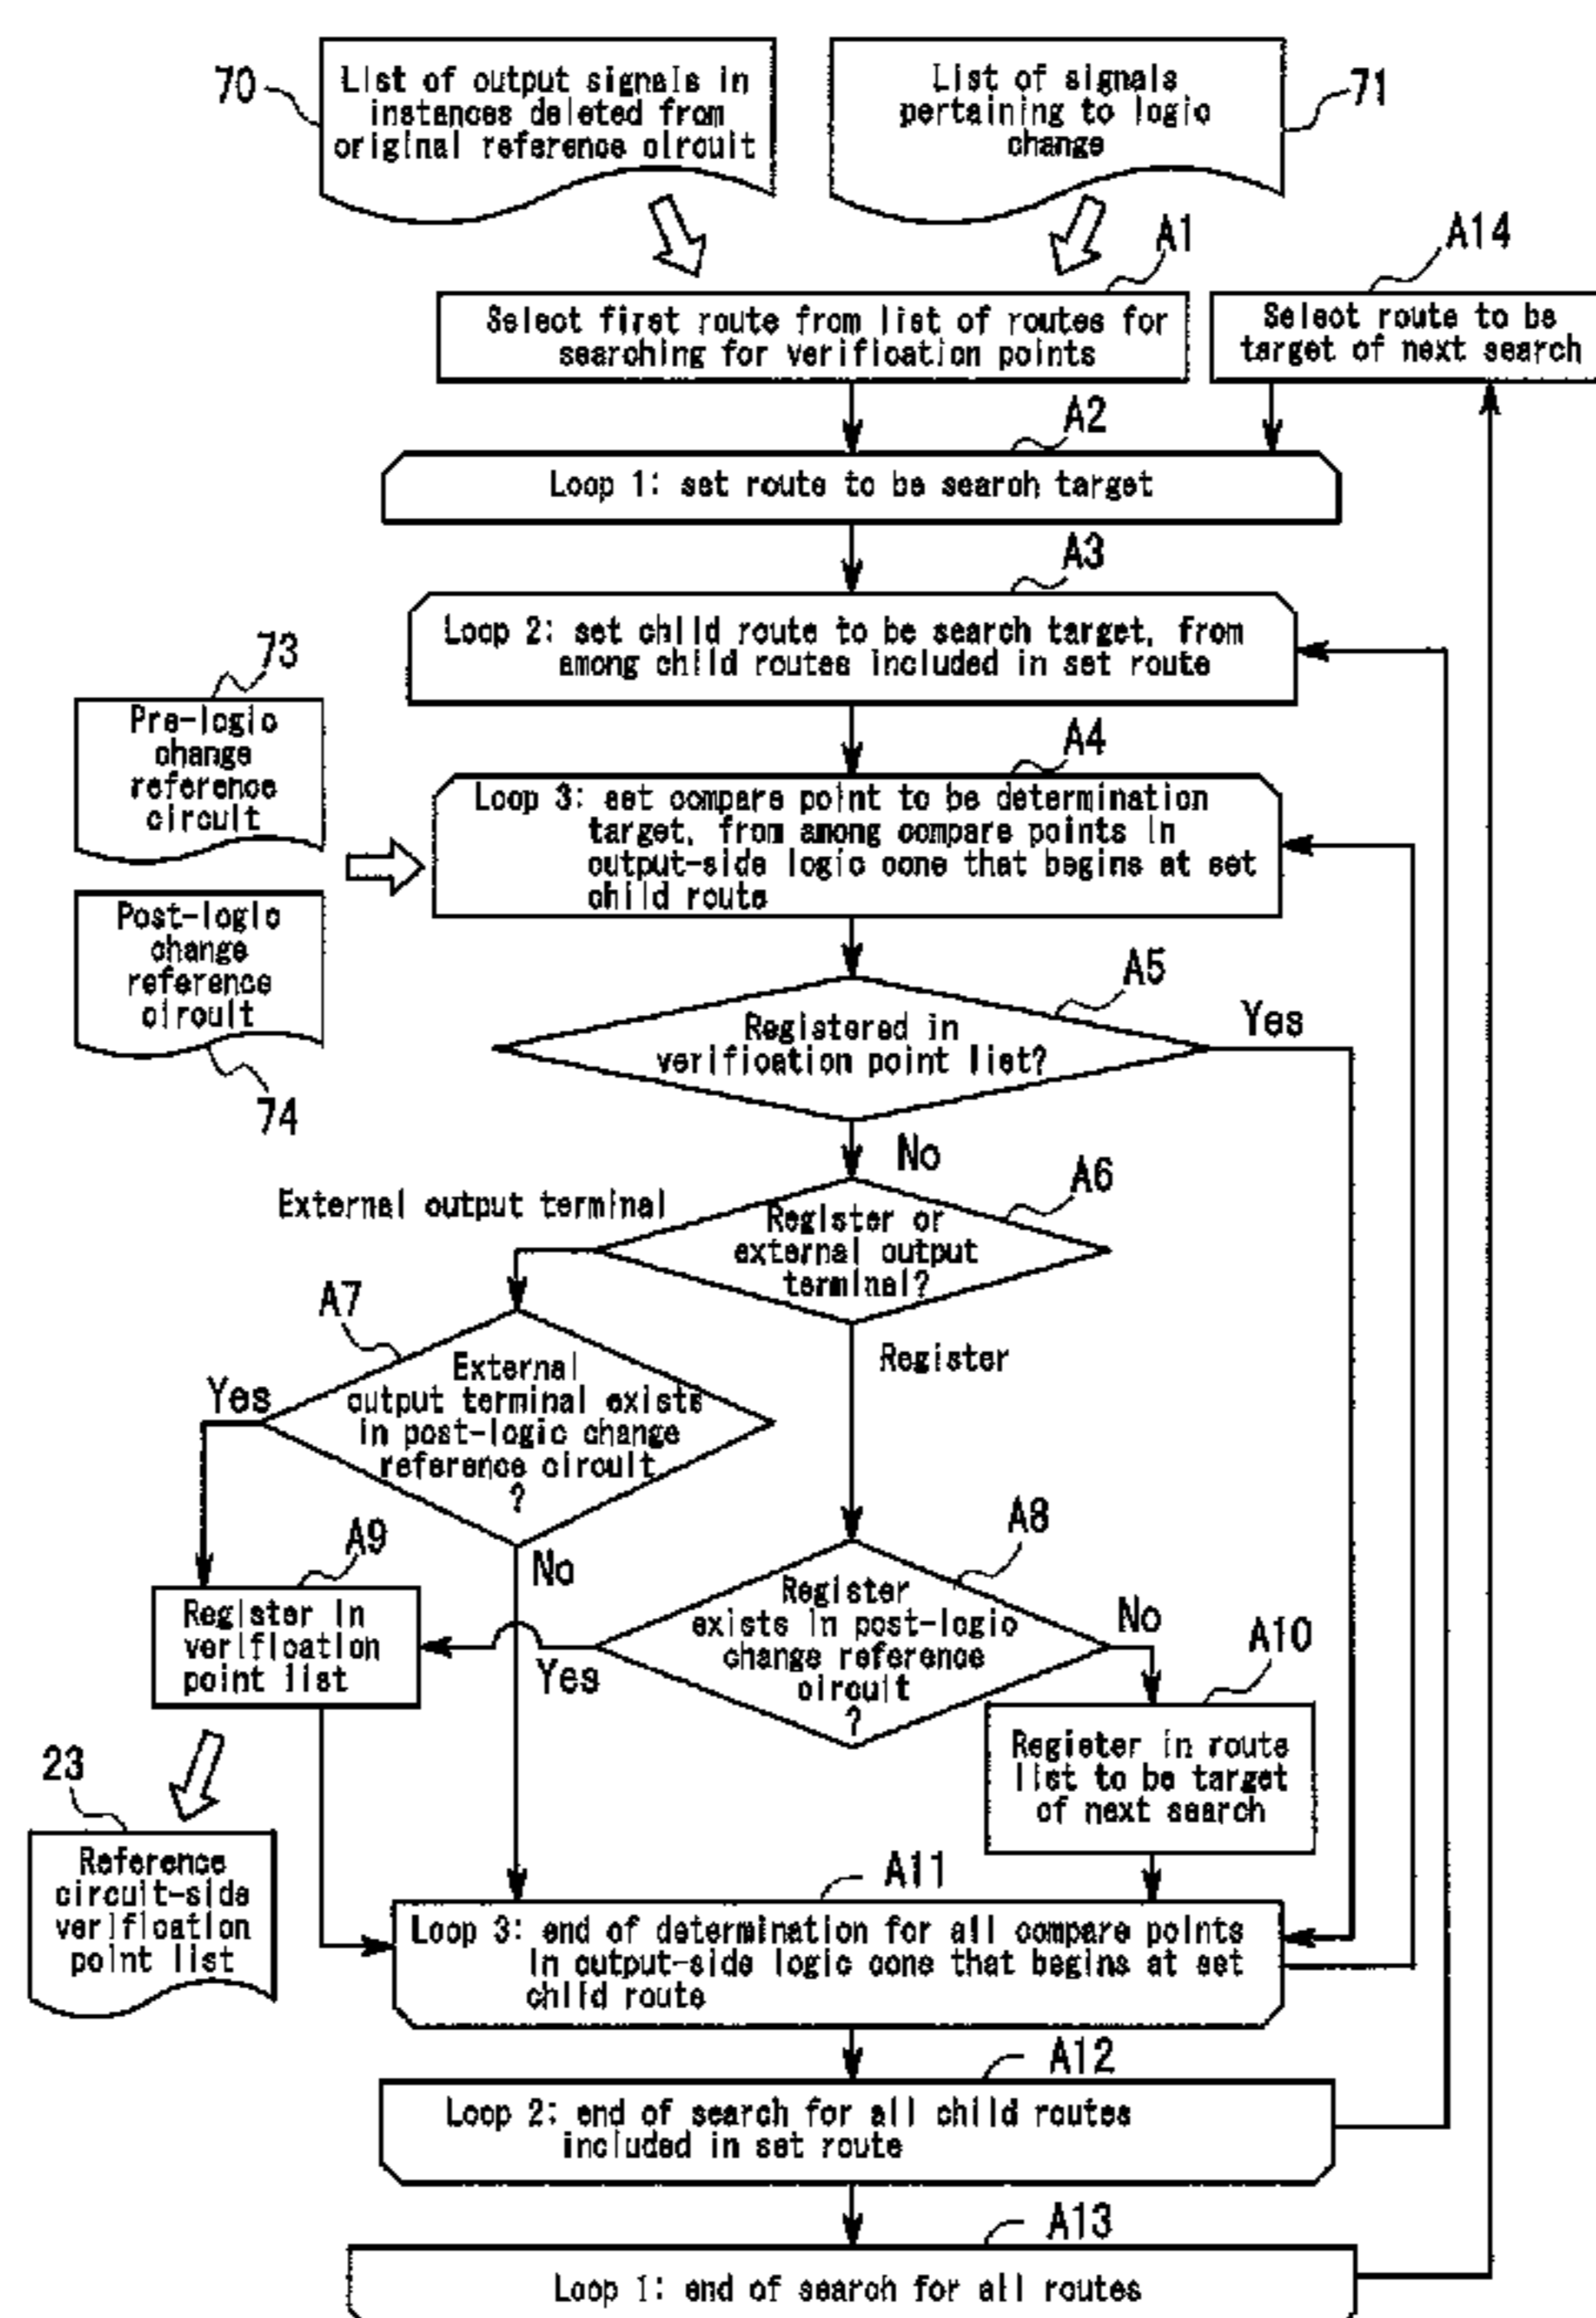 70
List of output signals in
instances deleted from
original reference circuit
List of signals
pertaining to logic
change
71
A1
Select first route from list of routes for
searching for verification points
A14
Select route to be
target of next search
A2
Loop 1: set route to be search target
A3
Loop 2: set child route to be search target, from
among child routes included in set route
73
Pre-logic
change
reference
circuit
A4
Loop 3: set compare point to be determination
target, from among compare points in
output-side logic cone that begins at set
child route
Post-logic
change
reference
circuit
74
A5
Registered in
verification point list?
Yes
No
A6
External output terminal
Register or
external output
terminal?
Register
A7
External
output terminal exists
in post-logic change
reference circuit
?
Yes
No
A8
Register
exists in post-logic
change reference
circuit
?
Yes
No
A9
Register in
verification
point list
A10
Register in route
list to be target
of next search
23
Reference
circuit-side
verification
point list
A11
Loop 3: end of determination for all compare points
in output-side logic cone that begins at set
child route
A12
Loop 2: end of search for all child routes
included in set route
A13
Loop 1: end of search for all routes